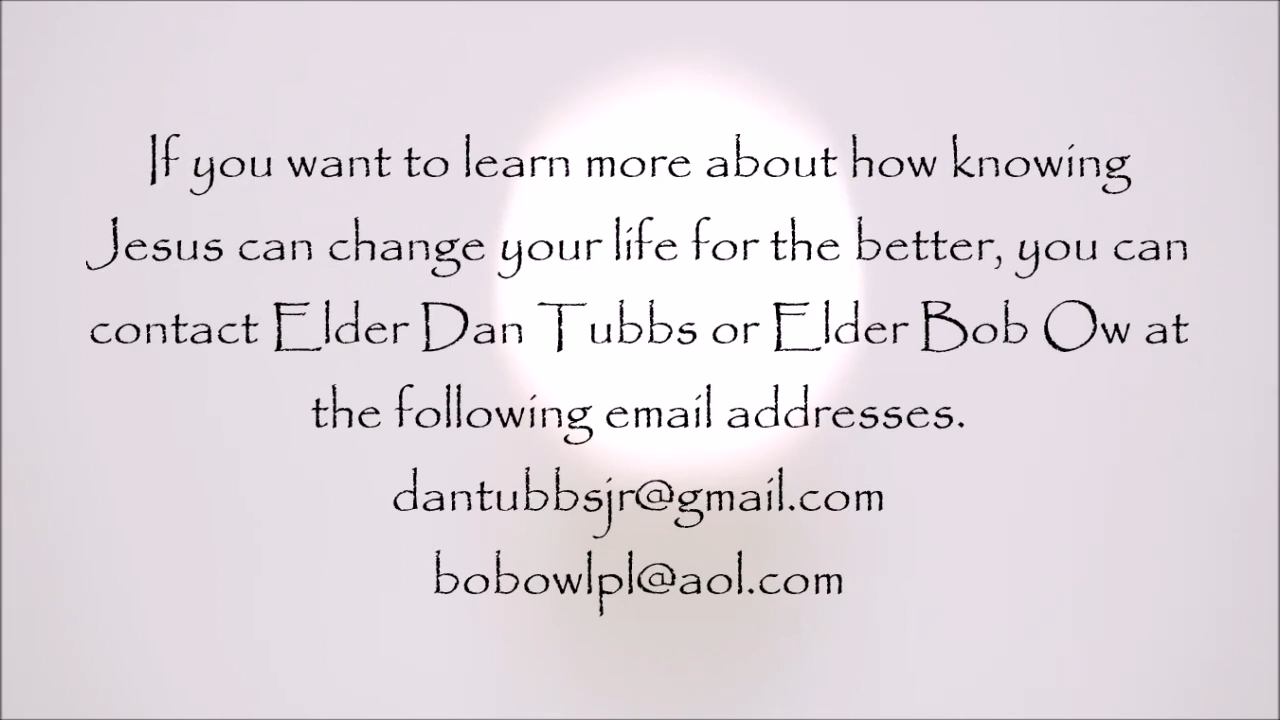 If you want to learn more about how knowing
Jesus can change your life for the better, you can
contact Elder Dan Tubbs or Elder Bob Ow at
the following email addresses.
dantubbsjr@gmail.com
bobowlpl@aol.com